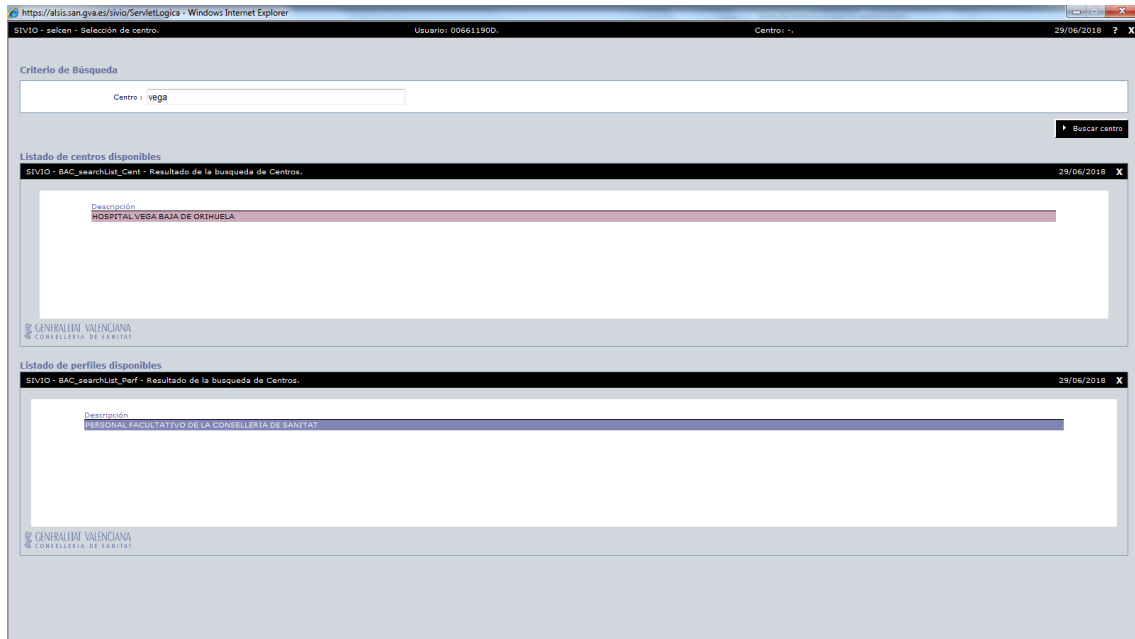 https://alsis.san.gva.es/sivio/ServletLogica - Windows Internet Explorer
SIVIO - selcen - Selección de centro. Usuario: 00661190D. Centro: -. 29/06/2018 ? X
Criterio de Búsqueda
Centro : vega
Buscar centro
Listado de centros disponibles
SIVIO - BAC_searchList_Cent - Resultado de la busqueda de Centros. 29/06/2018 X
Descripción
HOSPITAL VEGA BAJA DE ORIHUELA
GENERALITAT VALENCIANA
CONSELLERIA DE SANITAT
Listado de perfiles disponibles
SIVIO - BAC_searchList_Perf - Resultado de la busqueda de Centros. 29/06/2018 X
Descripción
PERSONAL FACULTATIVO DE LA CONSELLERIA DE SANITAT
GENERALITAT VALENCIANA
CONSELLERIA DE SANITAT